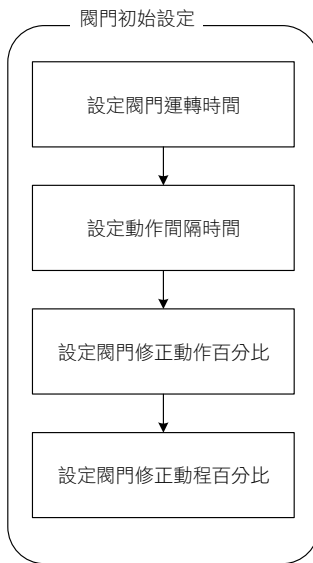 閥門初始設定
設定閥門運轉時間
設定動作間隔時間
設定閥門修正動作百分比
設定閥門修正動程百分比